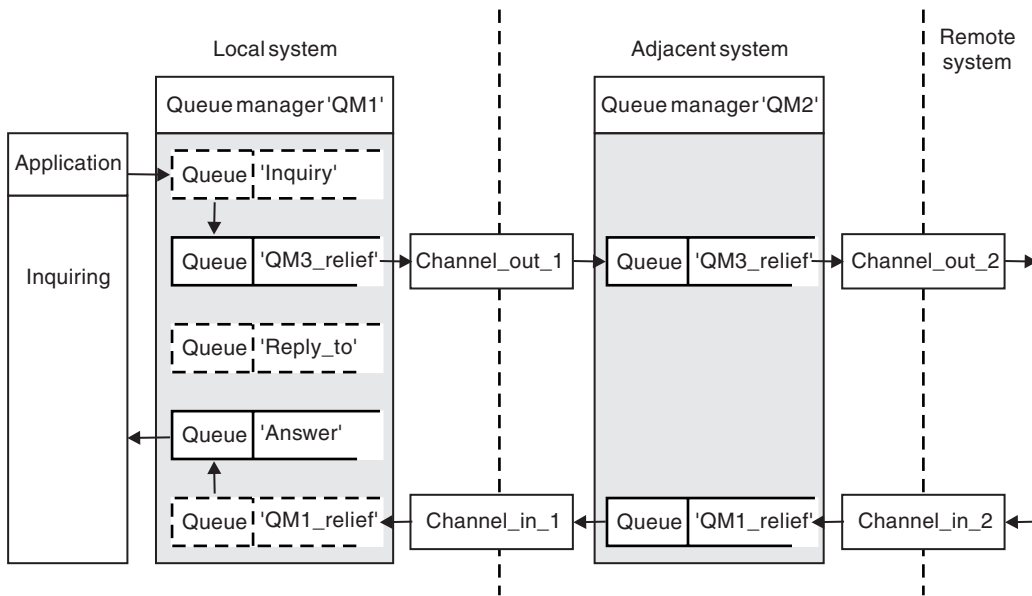 Local system
Adjacent system
Remote
system
Queue manager 'QM1'
Queue manager 'QM2'
Application
Inquiring
Queue 'Inquiry'
Queue 'QM3_relief'
Channel_out_1
Queue 'QM3_relief'
Channel_out_2
Queue 'Reply_to'
Queue 'Answer'
Queue 'QM1_relief'
Channel_in_1
Queue 'QM1_relief'
Channel_in_2